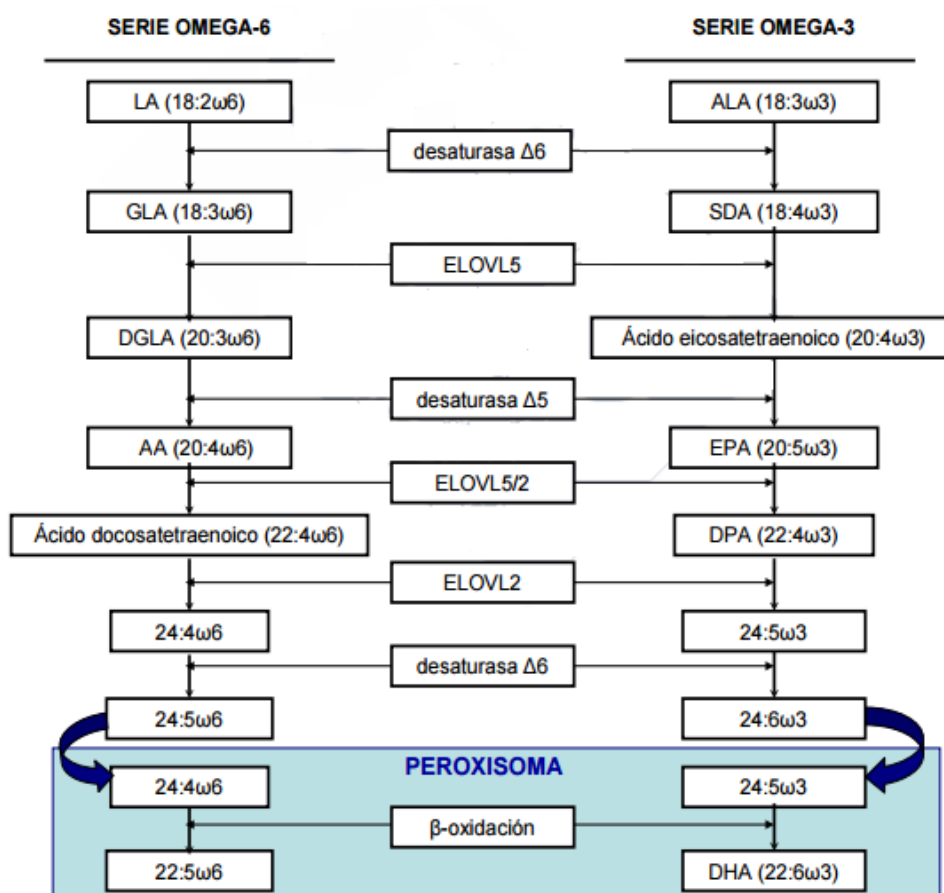 SERIE OMEGA-6
SERIE OMEGA-3
LA (18:2ω6)
ALA (18:3ω3)
desaturasa Δ6
GLA (18:3ω6)
SDA (18:4ω3)
ELOVL5
DGLA (20:3ω6)
Ácido eicosatetraenoico (20:4ω3)
desaturasa Δ5
AA (20:4ω6)
EPA (20:5ω3)
ELOVL5/2
Ácido docosatetraenoico (22:4ω6)
DPA (22:4ω3)
ELOVL2
24:4ω6
24:5ω3
desaturasa Δ6
24:5ω6
24:6ω3
PEROXISOMA
24:4ω6
24:5ω3
β-oxidación
22:5ω6
DHA (22:6ω3)